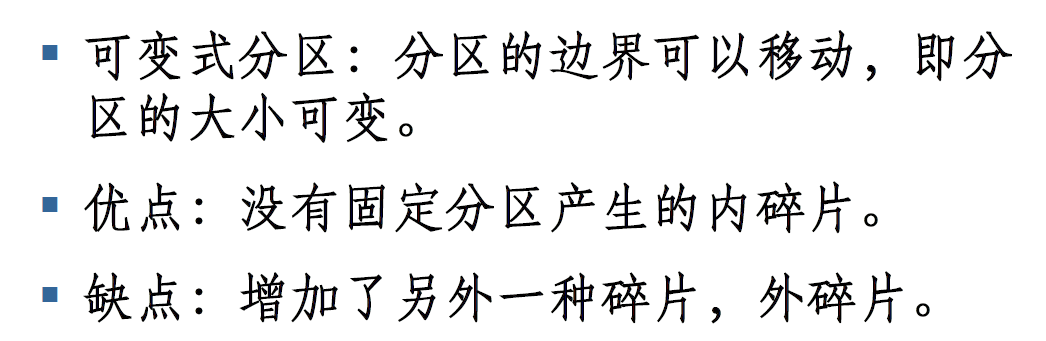 ▪ 可变式分区：分区的边界可以移动，即分
区的大小可变。
▪ 优点：没有固定分区产生的内碎片。
▪ 缺点：增加了另外一种碎片，外碎片。